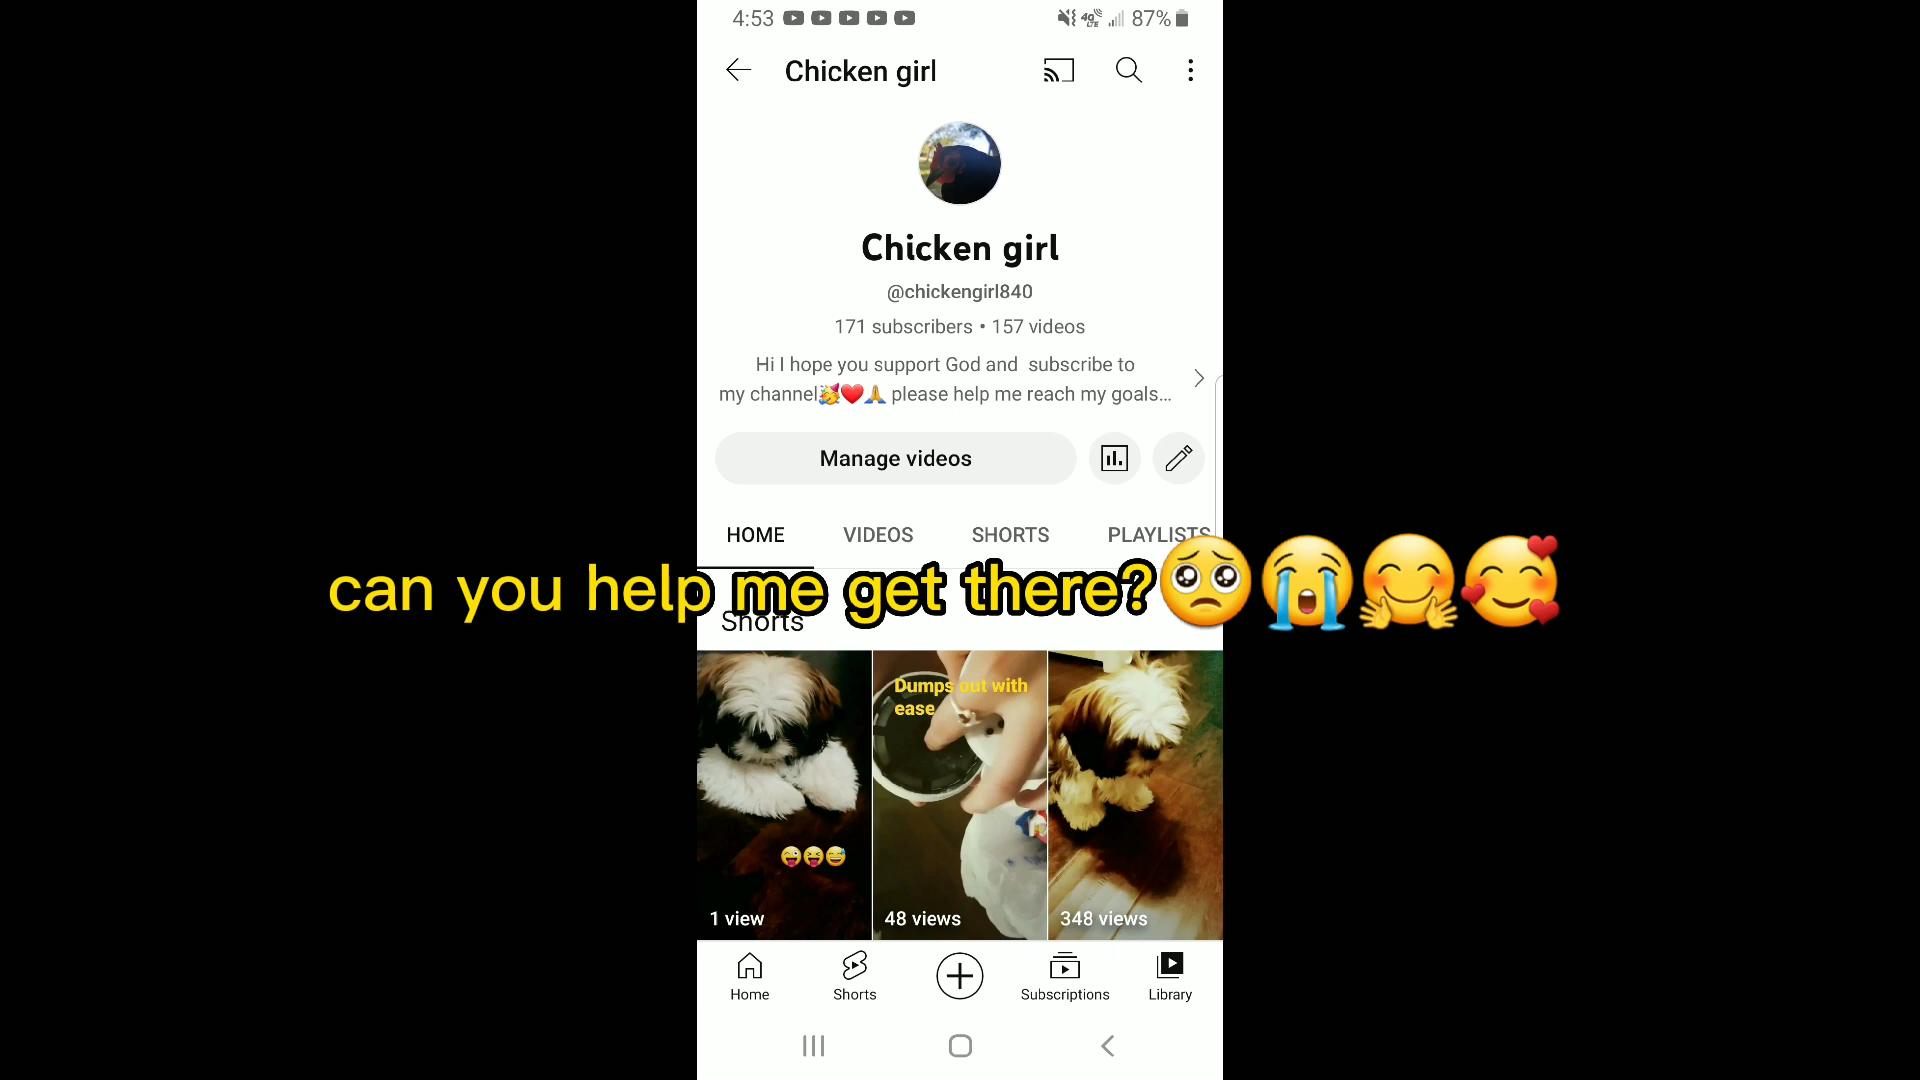 4:53 87%
Chicken girl
Chicken girl
@chickengirl840
171 subscribers • 157 videos
Hi I hope you support God and subscribe to
my channel🥳❤️🙏 please help me reach my goals...
Manage videos
HOME VIDEOS SHORTS PLAYLISTS
can you help me get there?🥺😭🤗🥰
Shorts
Dumps out with
ease
😜😝😅
1 view 48 views 348 views
Home Shorts Subscriptions Library